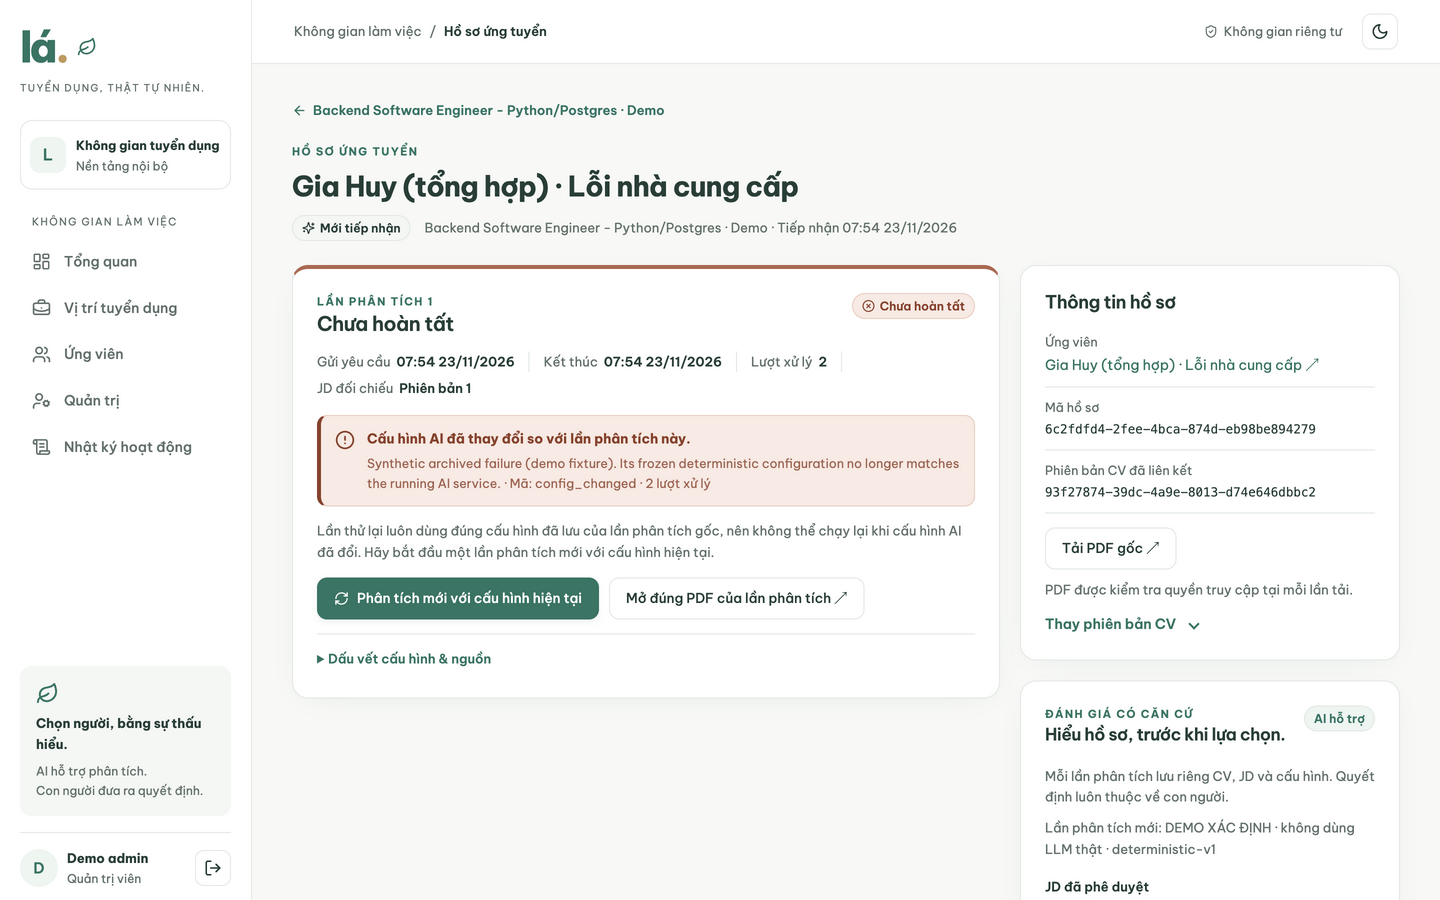 lá.
TUYỂN DỤNG, THẬT TỰ NHIÊN.
L
Không gian tuyển dụng
Nền tảng nội bộ
KHÔNG GIAN LÀM VIỆC
Tổng quan
Vị trí tuyển dụng
Ứng viên
Quản trị
Nhật ký hoạt động
Chọn người, bằng sự thấu
hiểu.
AI hỗ trợ phân tích.
Con người đưa ra quyết định.
D
Demo admin
Quản trị viên
Không gian làm việc / Hồ sơ ứng tuyển
Không gian riêng tư
← Backend Software Engineer - Python/Postgres · Demo
HỒ SƠ ỨNG TUYỂN
Gia Huy (tổng hợp) · Lỗi nhà cung cấp
Mới tiếp nhận
Backend Software Engineer - Python/Postgres · Demo · Tiếp nhận 07:54 23/11/2026
LẦN PHÂN TÍCH 1
Chưa hoàn tất
Chưa hoàn tất
Gửi yêu cầu 07:54 23/11/2026
Kết thúc 07:54 23/11/2026
Lượt xử lý 2
JD đối chiếu Phiên bản 1
Cấu hình AI đã thay đổi so với lần phân tích này.
Synthetic archived failure (demo fixture). Its frozen deterministic configuration no longer matches
the running AI service. · Mã: config_changed · 2 lượt xử lý
Lần thử lại luôn dùng đúng cấu hình đã lưu của lần phân tích gốc, nên không thể chạy lại khi cấu hình AI
đã đổi. Hãy bắt đầu một lần phân tích mới với cấu hình hiện tại.
Phân tích mới với cấu hình hiện tại
Mở đúng PDF của lần phân tích ↗
▸ Dấu vết cấu hình & nguồn
Thông tin hồ sơ
Ứng viên
Gia Huy (tổng hợp) · Lỗi nhà cung cấp ↗
Mã hồ sơ
6c2fdfd4-2fee-4bca-874d-eb98be894279
Phiên bản CV đã liên kết
93f27874-39dc-4a9e-8013-d74e646dbbc2
Tải PDF gốc ↗
PDF được kiểm tra quyền truy cập tại mỗi lần tải.
Thay phiên bản CV
ĐÁNH GIÁ CÓ CĂN CỨ
Hiểu hồ sơ, trước khi lựa chọn.
AI hỗ trợ
Mỗi lần phân tích lưu riêng CV, JD và cấu hình. Quyết
định luôn thuộc về con người.
Lần phân tích mới: DEMO XÁC ĐỊNH · không dùng
LLM thật · deterministic-v1
JD đã phê duyệt